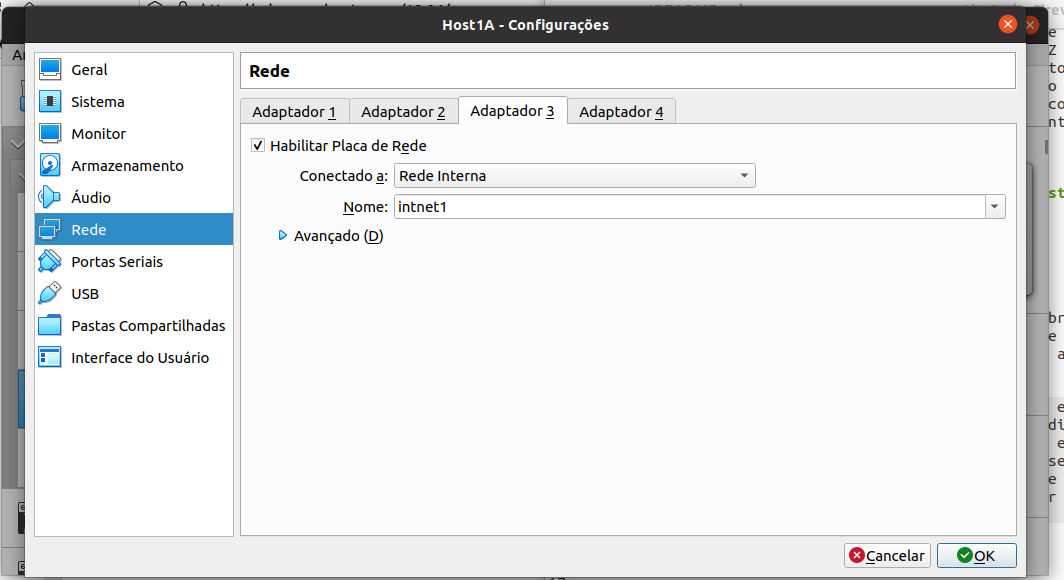 Host1A - Configurações
Geral
Sistema
Monitor
Armazenamento
Áudio
Rede
Portas Seriais
USB
Pastas Compartilhadas
Interface do Usuário
Rede
Adaptador 1
Adaptador 2
Adaptador 3
Adaptador 4
Habilitar Placa de Rede
Conectado a:
Rede Interna
Nome:
intnet1
Avançado (D)
Cancelar
OK